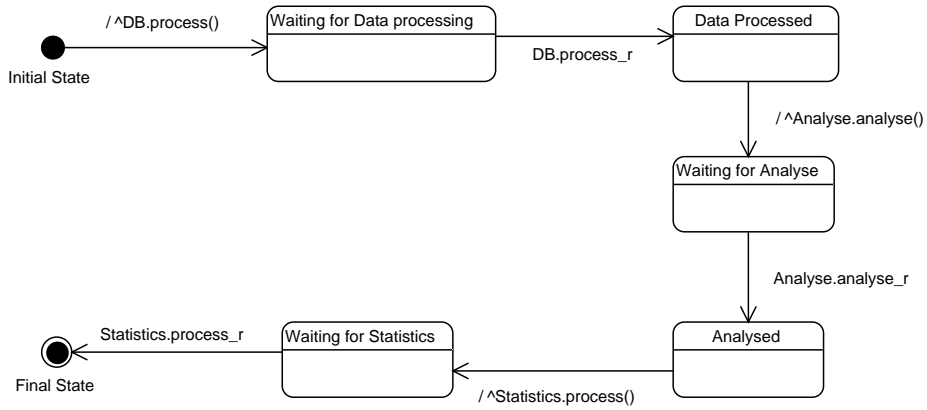 / ^DB.process()
Waiting for Data processing
Data Processed
Initial State
DB.process_r
/ ^Analyse.analyse()
Waiting for Analyse
Analyse.analyse_r
Statistics.process_r
Waiting for Statistics
Analysed
Final State
/ ^Statistics.process()